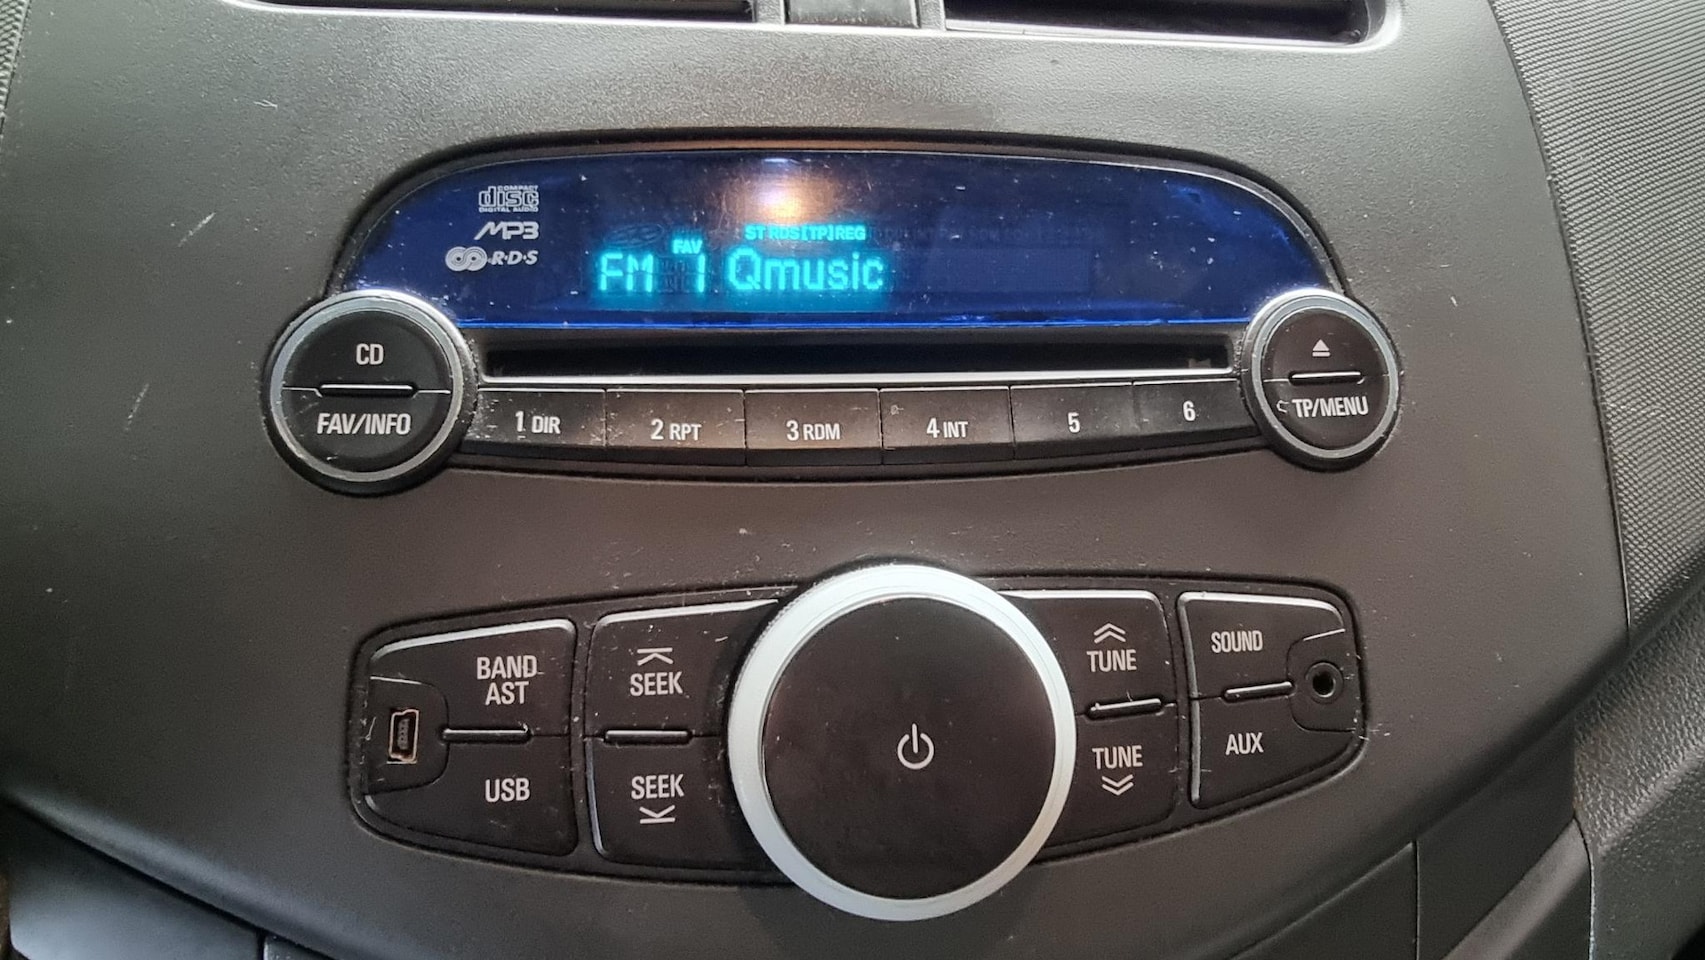 COMPACT
disc
DIGITAL AUDIO
MP3
R·D·S
ST RDS[TP]REG
FAV
FM 1 Qmusic
CD
FAV/INFO
1 DIR
2 RPT
3 RDM
4 INT
5
6
TP/MENU
BAND
AST
USB
SEEK
SEEK
TUNE
TUNE
SOUND
AUX